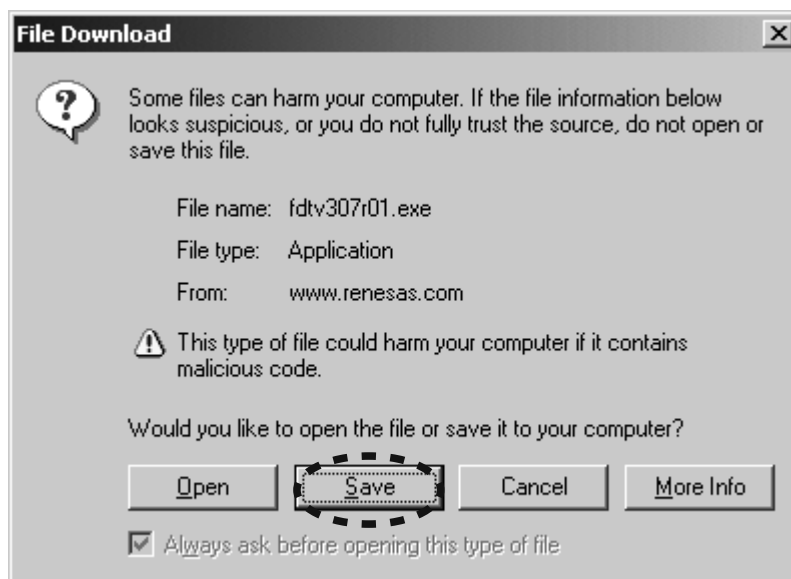 File Download
Some files can harm your computer. If the file information below
looks suspicious, or you do not fully trust the source, do not open or
save this file.
File name: fdtv307r01.exe
File type: Application
From: www.renesas.com
This type of file could harm your computer if it contains
malicious code.
Would you like to open the file or save it to your computer?
Open Save Cancel More Info
Always ask before opening this type of file